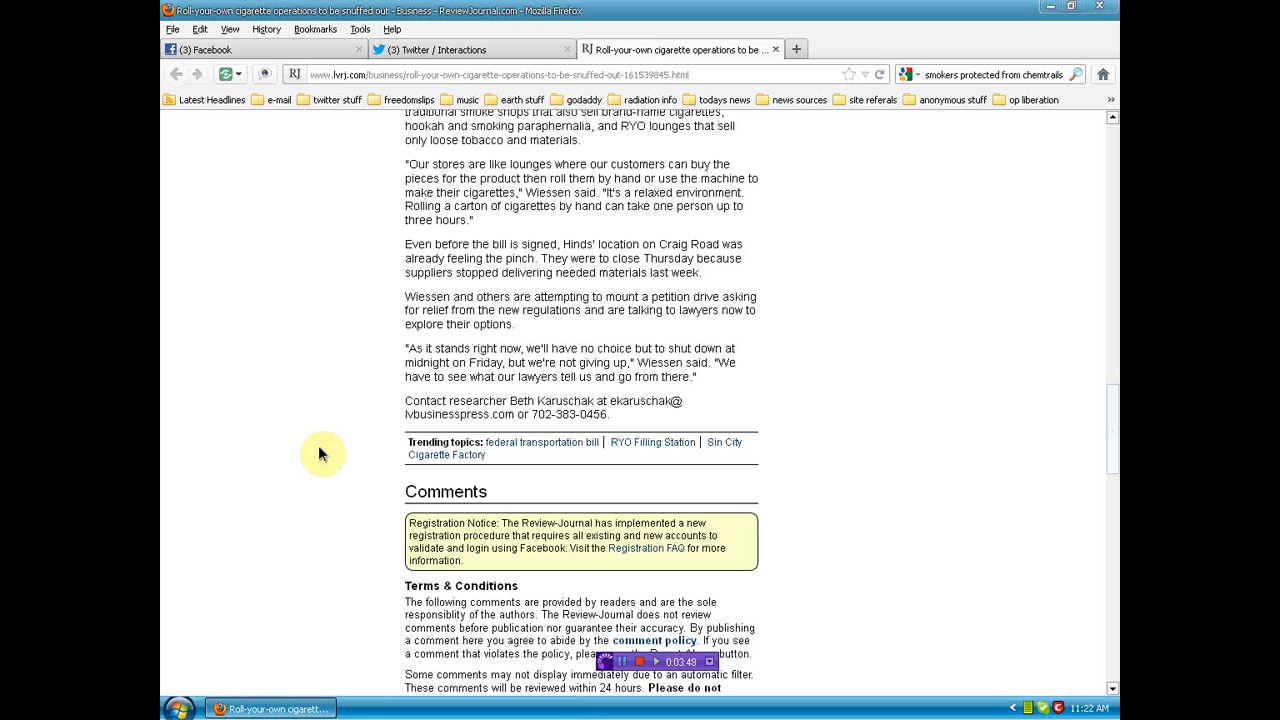 Roll-your-own cigarette operations to be snuffed out - Business - ReviewJournal.com - Mozilla Firefox
File Edit View History Bookmarks Tools Help
(3) Facebook (3) Twitter / Interactions RJ Roll-your-own cigarette operations to be ...
RJ www.lvrj.com/business/roll-your-own-cigarette-operations-to-be-snuffed-out-161539845.html smokers protected from chemtrails
Latest Headlines e-mail twitter stuff freedomslips music earth stuff godaddy radiation info todays news news sources site referals anonymous stuff op liberation
traditional smoke shops that also sell brand-name cigarettes,
hookah and smoking paraphernalia, and RYO lounges that sell
only loose tobacco and materials.
"Our stores are like lounges where our customers can buy the
pieces for the product then roll them by hand or use the machine to
make their cigarettes," Wiessen said. "It's a relaxed environment.
Rolling a carton of cigarettes by hand can take one person up to
three hours."
Even before the bill is signed, Hinds' location on Craig Road was
already feeling the pinch. They were to close Thursday because
suppliers stopped delivering needed materials last week.
Wiessen and others are attempting to mount a petition drive asking
for relief from the new regulations and are talking to lawyers now to
explore their options.
"As it stands right now, we'll have no choice but to shut down at
midnight on Friday, but we're not giving up," Wiessen said. "We
have to see what our lawyers tell us and go from there."
Contact researcher Beth Karuschak at ekaruschak@
lvbusinesspress.com or 702-383-0456.
Trending topics: federal transportation bill | RYO Filling Station | Sin City
Cigarette Factory
Comments
Registration Notice: The Review-Journal has implemented a new
registration procedure that requires all existing and new accounts to
validate and login using Facebook. Visit the Registration FAQ for more
information.
Terms & Conditions
The following comments are provided by readers and are the sole
responsiblity of the authors. The Review-Journal does not review
comments before publication nor guarantee their accuracy. By publishing
a comment here you agree to abide by the comment policy. If you see
a comment that violates the policy, button.
0:03:48
Some comments may not display immediately due to an automatic filter.
These comments will be reviewed within 24 hours. Please do not
Roll-your-own cigarett... 11:22 AM